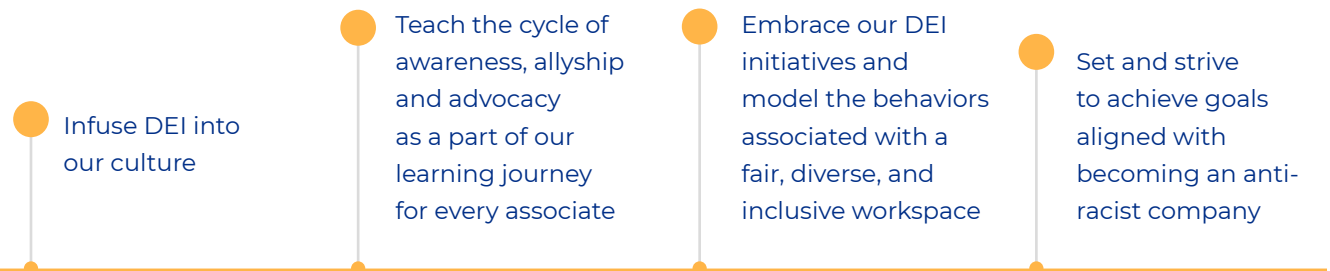 Infuse DEI into
our culture
Teach the cycle of
awareness, allyship
and advocacy
as a part of our
learning journey
for every associate
Embrace our DEI
initiatives and
model the behaviors
associated with a
fair, diverse, and
inclusive workspace
Set and strive
to achieve goals
aligned with
becoming an anti-
racist company